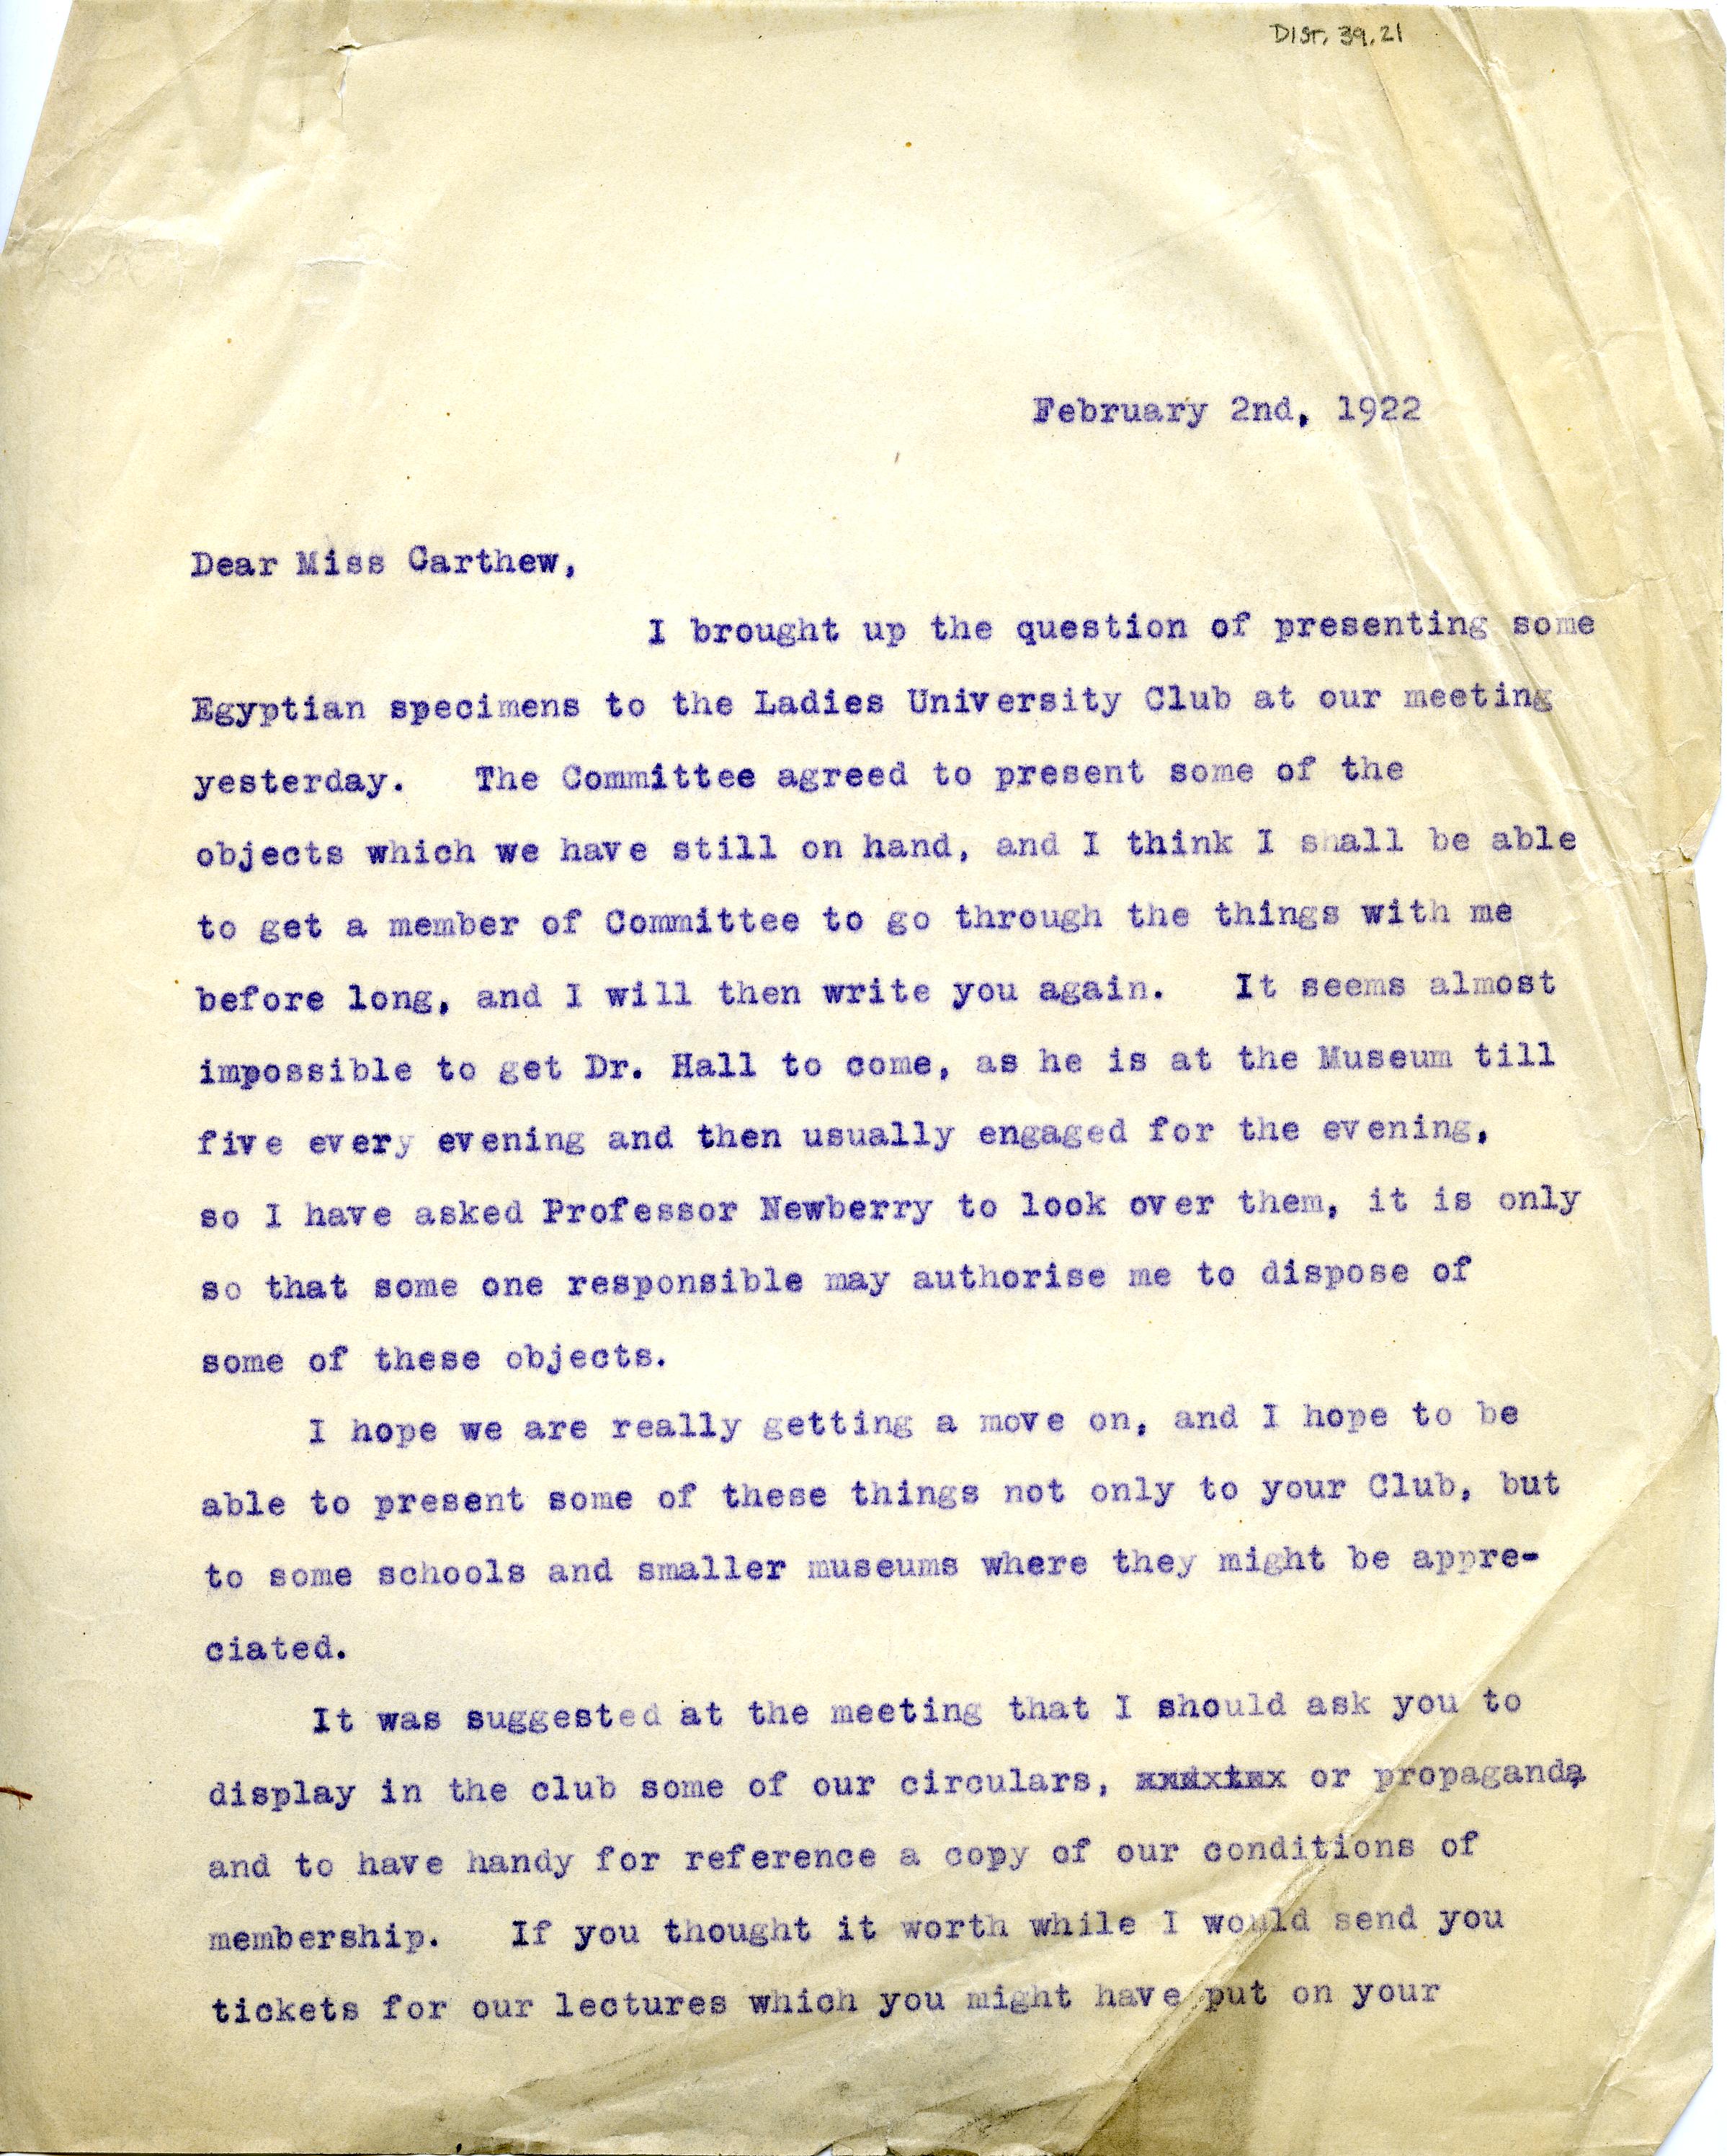 DIST. 39.21
February 2nd, 1922
Dear Miss Carthew,
I brought up the question of presenting some
Egyptian specimens to the Ladies University Club at our meeting
yesterday. The Committee agreed to present some of the
objects which we have still on hand, and I think I shall be able
to get a member of Committee to go through the things with me
before long, and I will then write you again. It seems almost
impossible to get Dr. Hall to come, as he is at the Museum till
five every evening and then usually engaged for the evening,
so I have asked Professor Newberry to look over them, it is only
so that some one responsible may authorise me to dispose of
some of these objects.
I hope we are really getting a move on, and I hope to be
able to present some of these things not only to your Club, but
to some schools and smaller museums where they might be appre-
ciated.
It was suggested at the meeting that I should ask you to
display in the club some of our circulars, or propaganda,
and to have handy for reference a copy of our conditions of
membership. If you thought it worth while I would send you
tickets for our lectures which you might have put on your